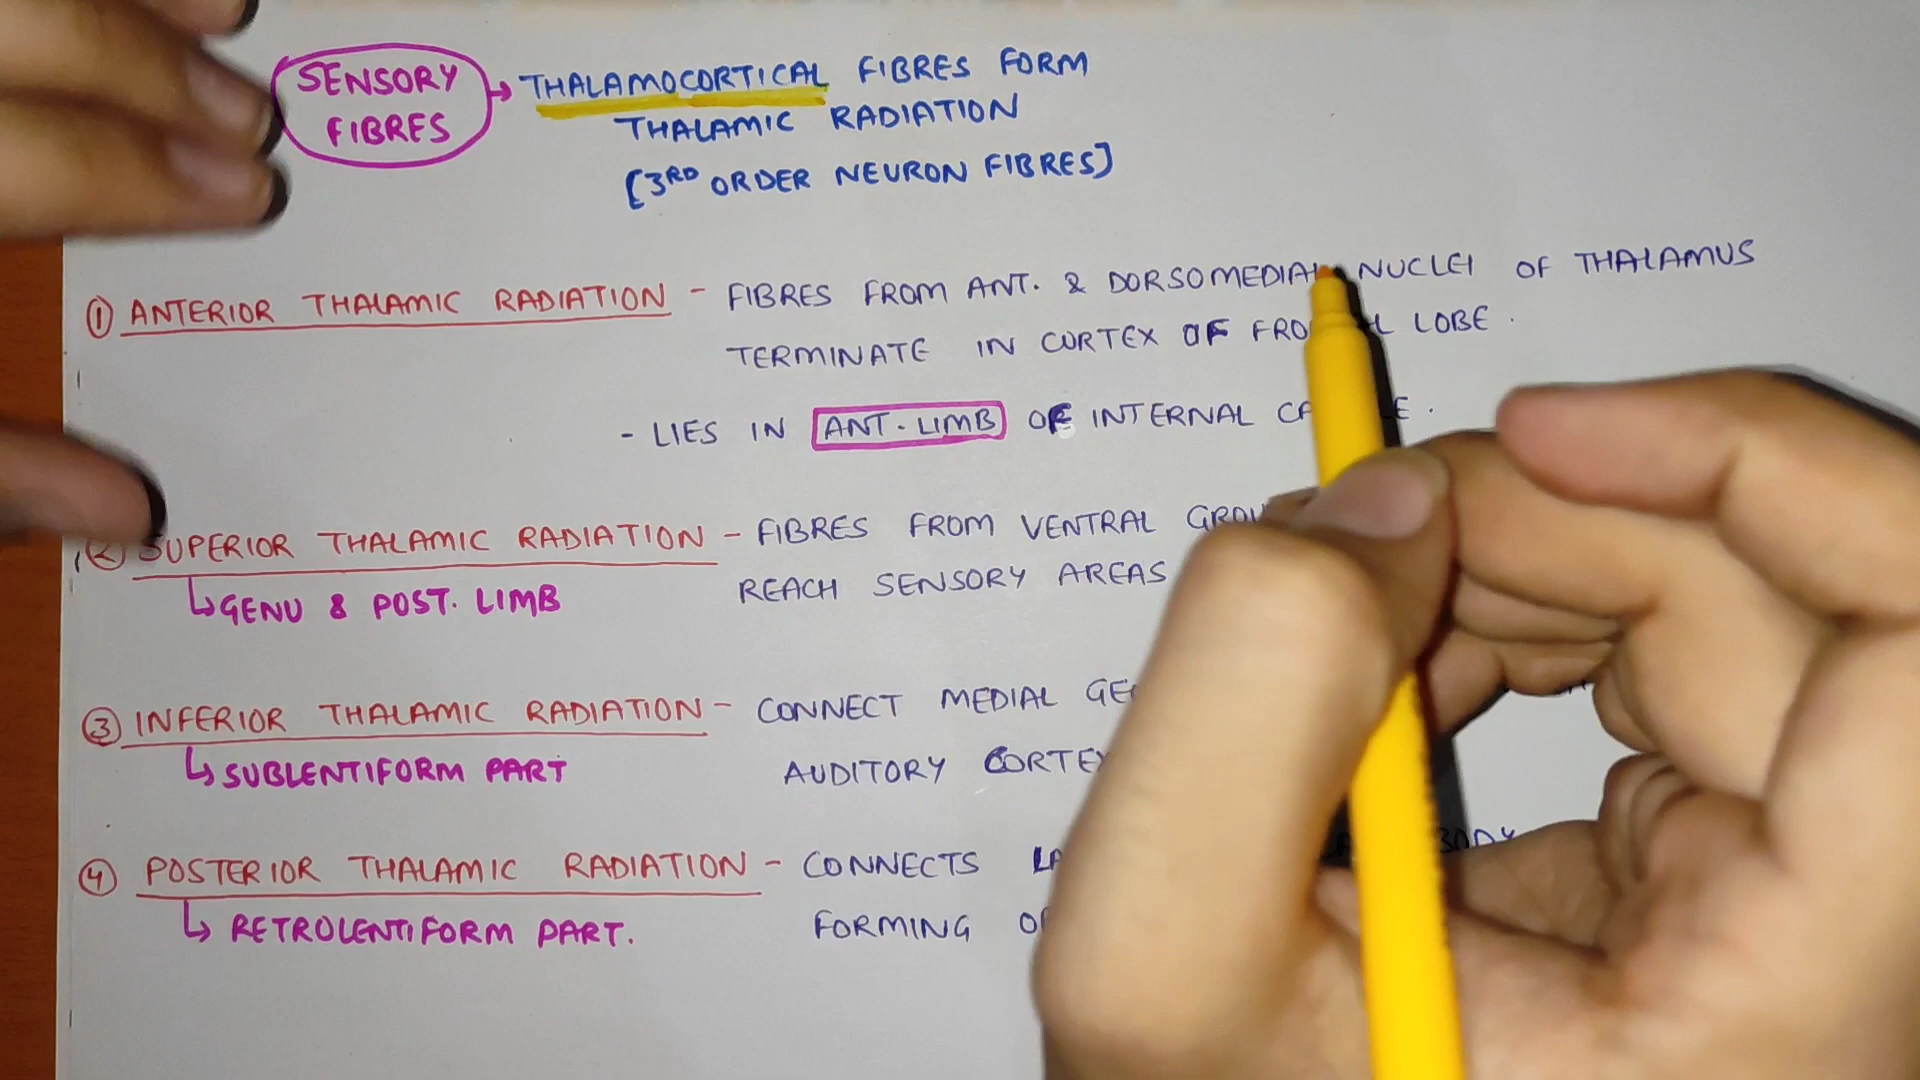 SENSORY FIBRES → THALAMOCORTICAL FIBRES FORM
THALAMIC RADIATION
[3RD ORDER NEURON FIBRES]
① ANTERIOR THALAMIC RADIATION - FIBRES FROM ANT. & DORSOMEDIAL NUCLEI OF THALAMUS
TERMINATE IN CORTEX OF LOBE.
- LIES IN ANT. LIMB OF INTERNAL
② SUPERIOR THALAMIC RADIATION - FIBRES FROM VENTRAL
↳ GENU & POST. LIMB
REACH SENSORY AREAS
③ INFERIOR THALAMIC RADIATION - CONNECT MEDIAL
↳ SUBLENTIFORM PART
AUDITORY CORTEX
④ POSTERIOR THALAMIC RADIATION - CONNECTS BODY
↳ RETROLENTIFORM PART.
FORMING